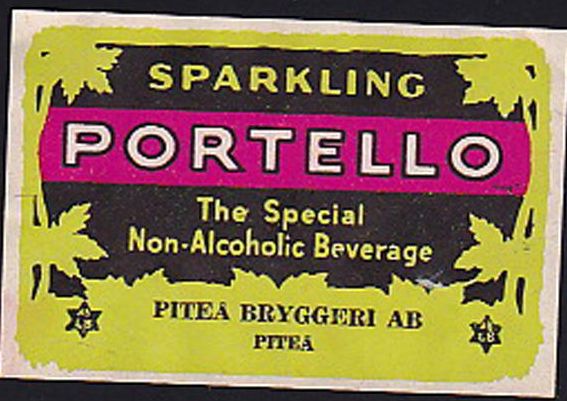 SPARKLING
PORTELLO
The Special
Non-Alcoholic Beverage
PITEÅ BRYGGERI AB
PITEÅ